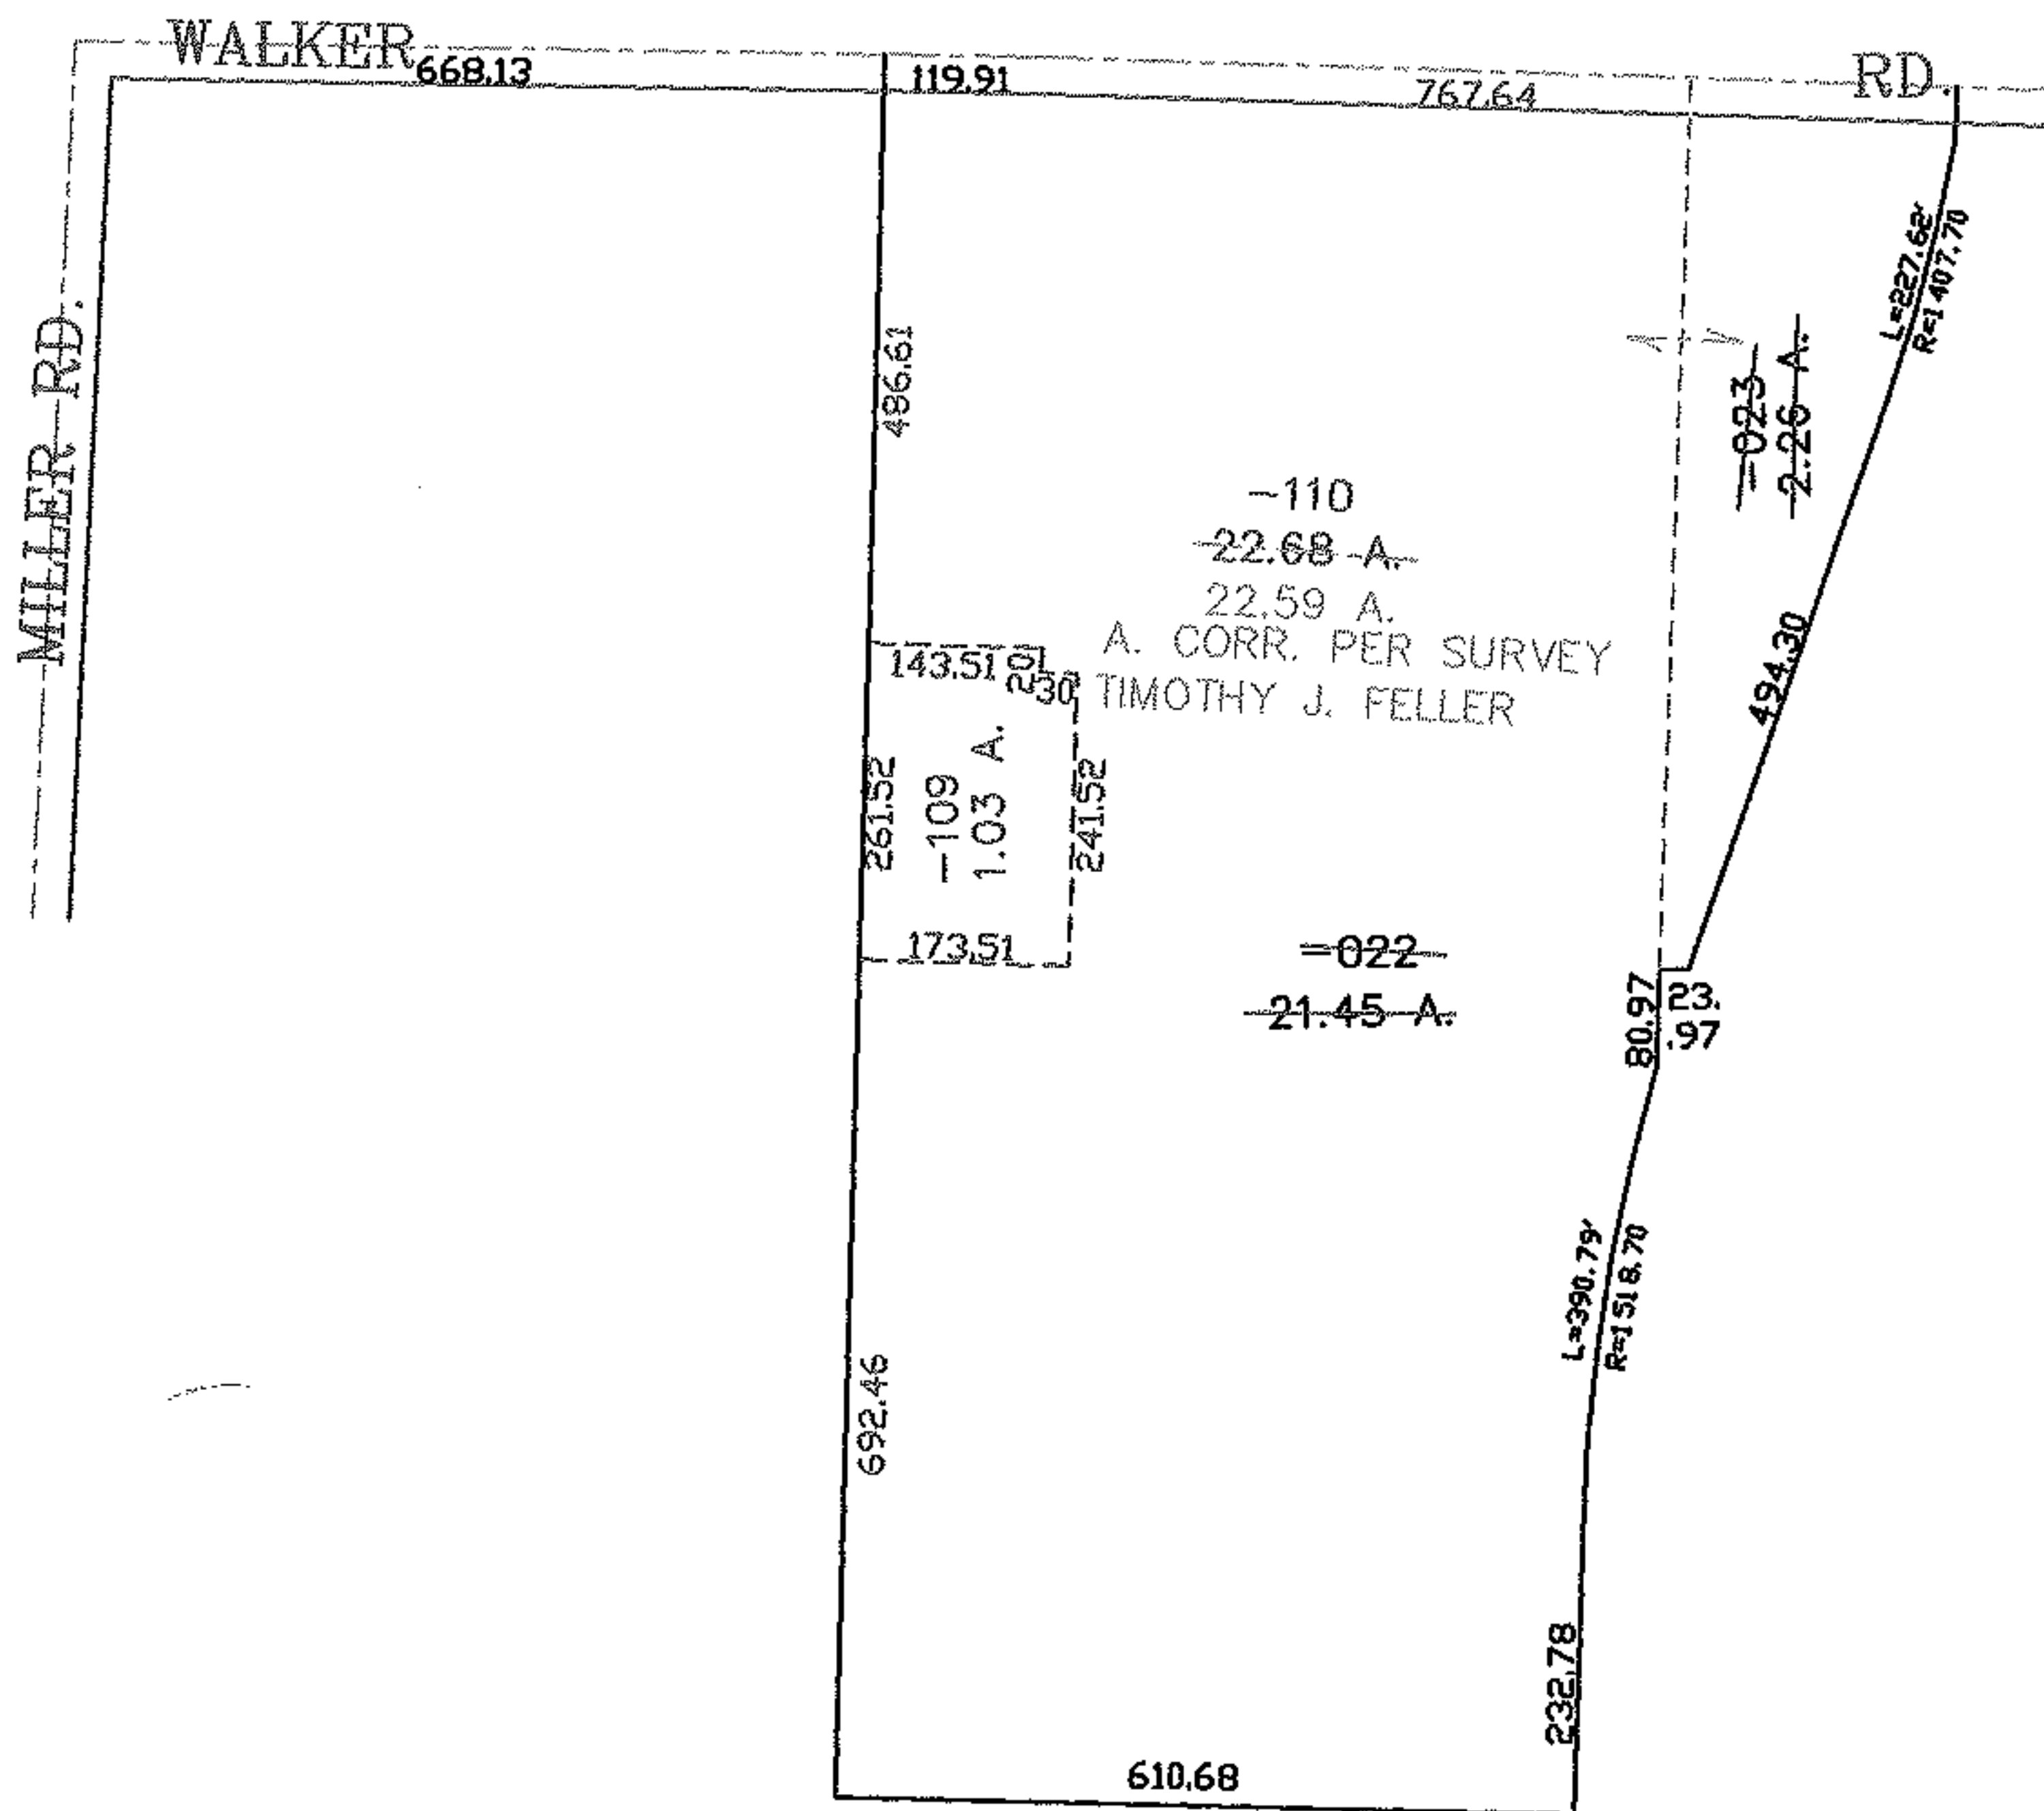 WALKER RD.
668.13
119.91
767.64
MILLER RD.
L=227.62'
R=1407.70
486.61
-023
2.26 A.
-110
22.68 A.
22.59 A.
A. CORR. PER SURVEY
TIMOTHY J. FELLER
494.30
143.51
20
30
261.52
-109
1.03 A.
241.52
173.51
-022
21.45 A.
80.97
23.
.97
L=390.79'
R=1518.70
692.46
232.78
610.68